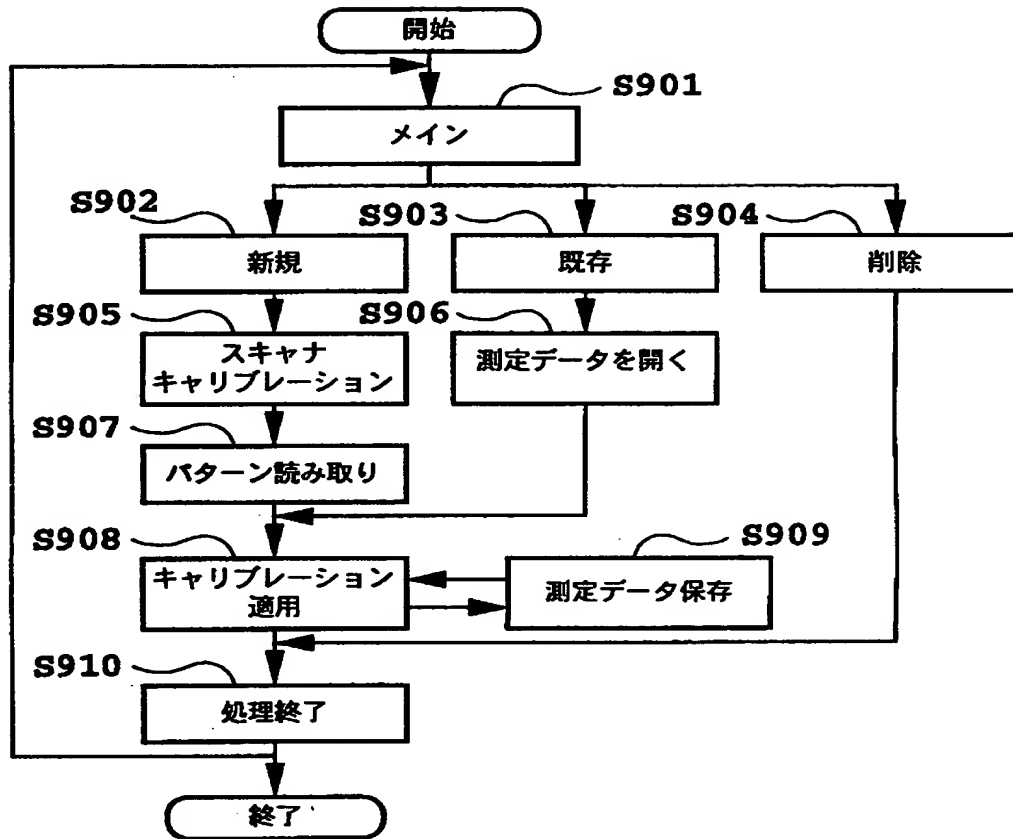 開始
S901
メイン
S902
S903
S904
新規
既存
削除
S905
S906
スキャナ
キャリブレーション
測定データを開く
S907
パターン読み取り
S908
S909
キャリブレーション
適用
測定データ保存
S910
処理終了
終了